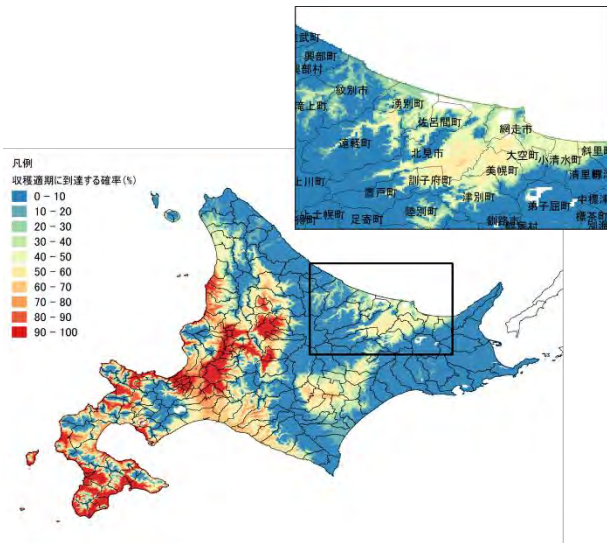 興部町
紋別市
滝上町
湧別町
佐呂間町
網走市
遠軽町
北見市
大空町
小清水町
斜里町
上川町
訓子府町
美幌町
清里町
置戸町
津別町
弟子屈町
中標津
士幌町
足寄町
陸別町
釧路市
標茶町
凡例
収穫適期に到達する確率(%)
0 - 10
10 - 20
20 - 30
30 - 40
40 - 50
50 - 60
60 - 70
70 - 80
80 - 90
90 - 100